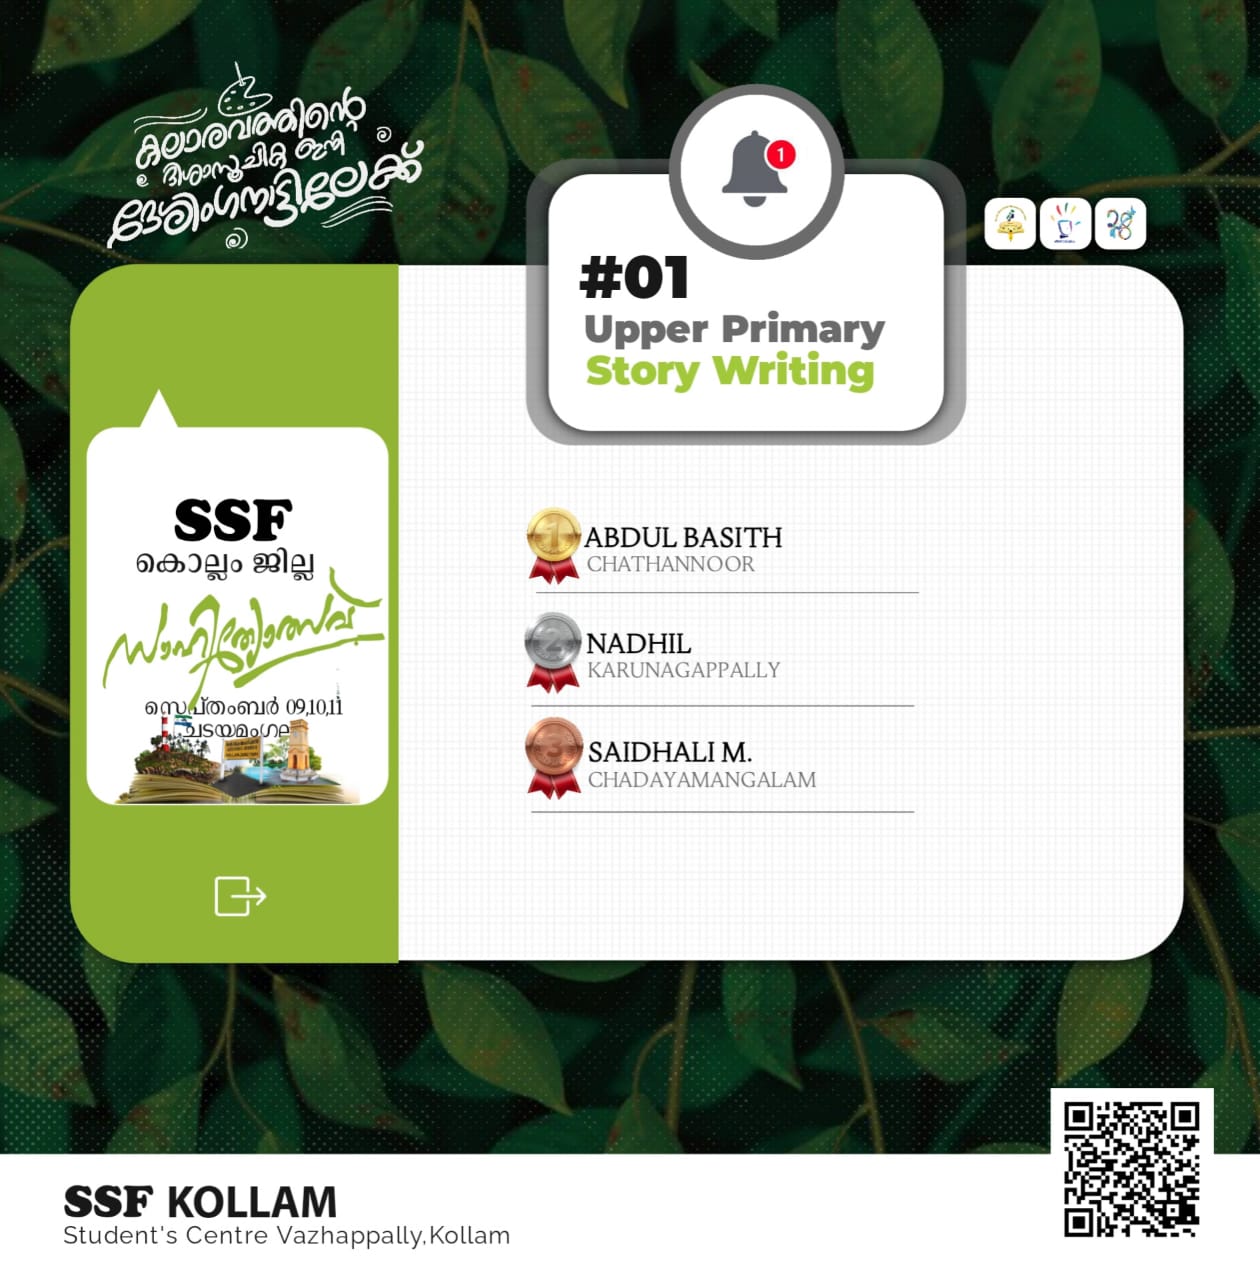 കലാരവത്തിന്റെ
ദിശാസൂചിക ഇനി
ദേശിംഗനാട്ടിലേക്ക്
1
#01
Upper Primary
Story Writing
SSF
കൊല്ലം ജില്ല
സാഹിത്യോത്സവ്
സെപ്തംബർ 09,10,11
ചടയമംഗലം
1
ABDUL BASITH
CHATHANNOOR
2
NADHIL
KARUNAGAPPALLY
3
SAIDHALI M.
CHADAYAMANGALAM
SSF KOLLAM
Student's Centre Vazhappally,Kollam